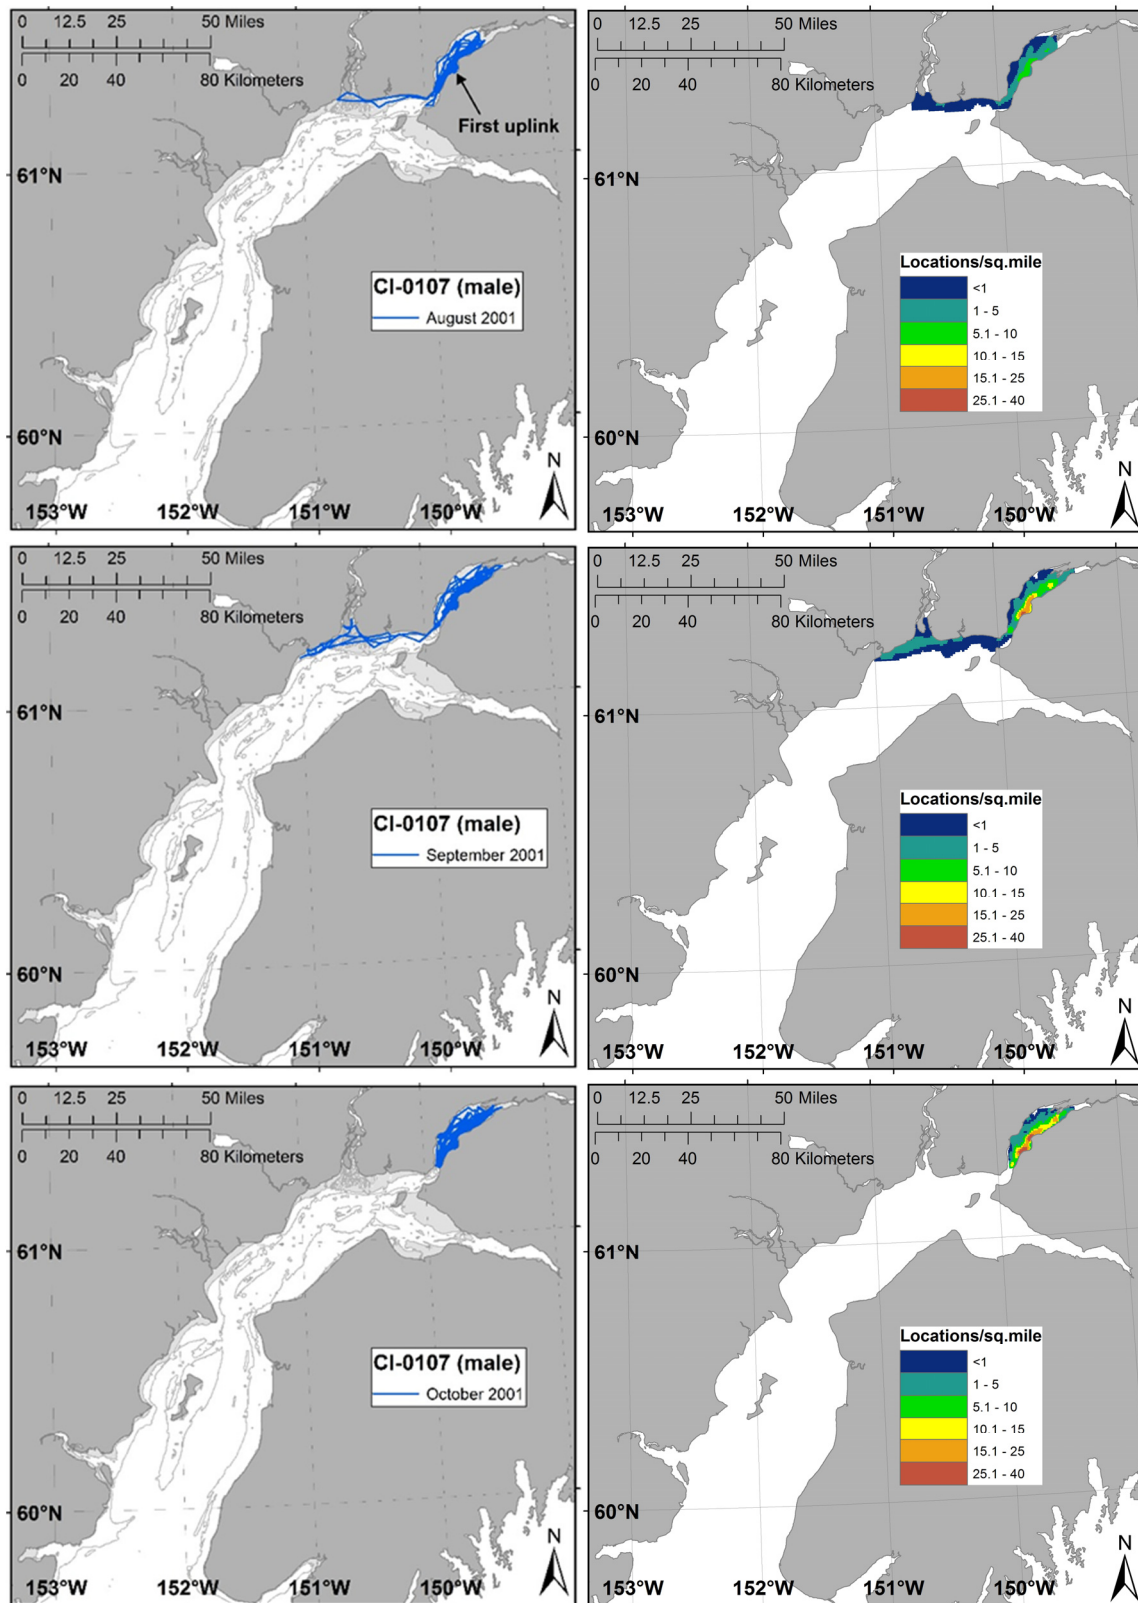 0 12.5 25 50 Miles
0 20 40 80 Kilometers
First uplink
61°N
CI-0107 (male)
August 2001
60°N
N
153°W 152°W 151°W 150°W
0 12.5 25 50 Miles
0 20 40 80 Kilometers
61°N
Locations/sq.mile
<1
1 - 5
5.1 - 10
10.1 - 15
15.1 - 25
25.1 - 40
60°N
N
153°W 152°W 151°W 150°W
0 12.5 25 50 Miles
0 20 40 80 Kilometers
61°N
CI-0107 (male)
September 2001
60°N
N
153°W 152°W 151°W 150°W
0 12.5 25 50 Miles
0 20 40 80 Kilometers
61°N
Locations/sq.mile
<1
1 - 5
5.1 - 10
10.1 - 15
15.1 - 25
25.1 - 40
60°N
N
153°W 152°W 151°W 150°W
0 12.5 25 50 Miles
0 20 40 80 Kilometers
61°N
CI-0107 (male)
October 2001
60°N
N
153°W 152°W 151°W 150°W
0 12.5 25 50 Miles
0 20 40 80 Kilometers
61°N
Locations/sq.mile
<1
1 - 5
5.1 - 10
10.1 - 15
15.1 - 25
25.1 - 40
60°N
N
153°W 152°W 151°W 150°W